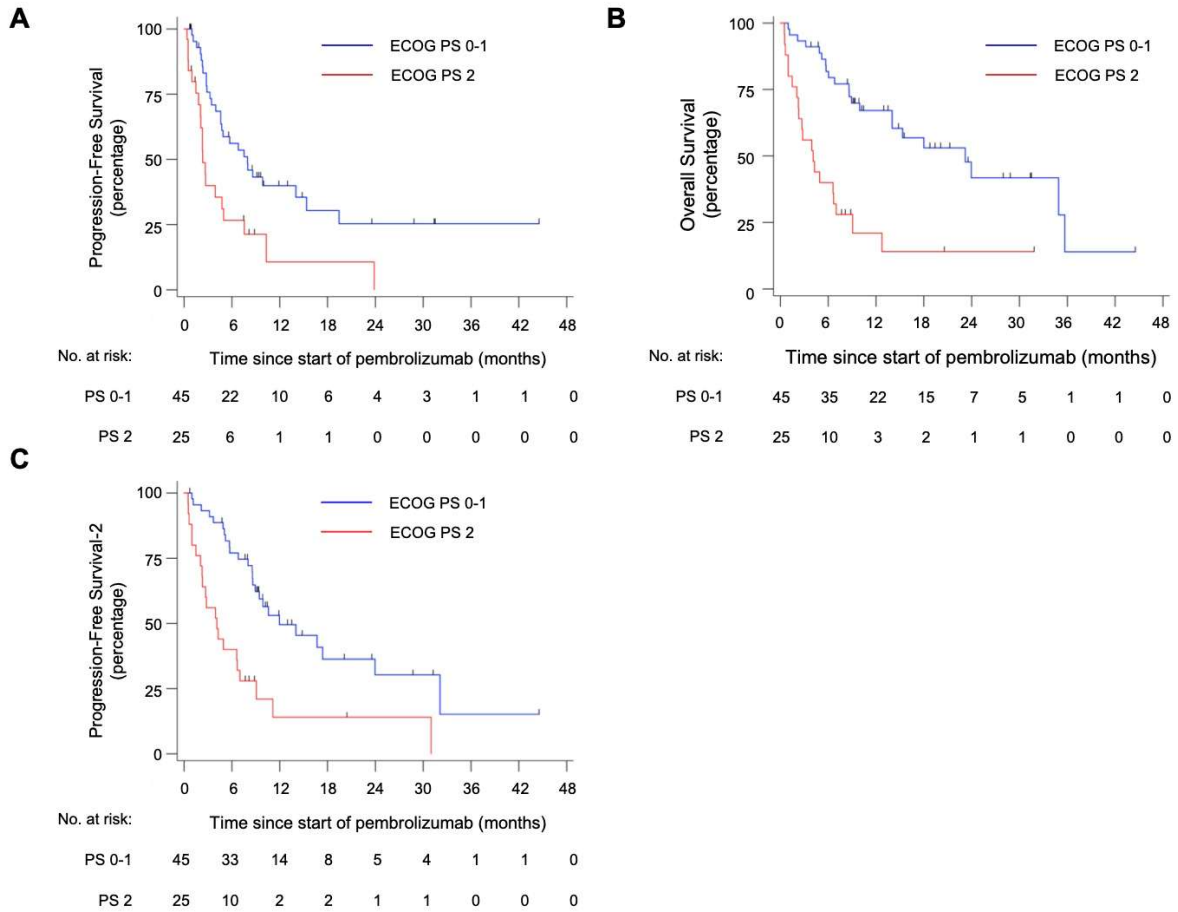 A
Progression-Free Survival
(percentage)
100
75
50
25
0
ECOG PS 0-1
ECOG PS 2
0 6 12 18 24 30 36 42 48
No. at risk: Time since start of pembrolizumab (months)
PS 0-1 45 22 10 6 4 3 1 1 0
PS 2 25 6 1 1 0 0 0 0 0
B
Overall Survival
(percentage)
100
75
50
25
0
ECOG PS 0-1
ECOG PS 2
0 6 12 18 24 30 36 42 48
No. at risk: Time since start of pembrolizumab (months)
PS 0-1 45 35 22 15 7 5 1 1 0
PS 2 25 10 3 2 1 1 0 0 0
C
Progression-Free Survival-2
(percentage)
100
75
50
25
0
ECOG PS 0-1
ECOG PS 2
0 6 12 18 24 30 36 42 48
No. at risk: Time since start of pembrolizumab (months)
PS 0-1 45 33 14 8 5 4 1 1 0
PS 2 25 10 2 2 1 1 0 0 0